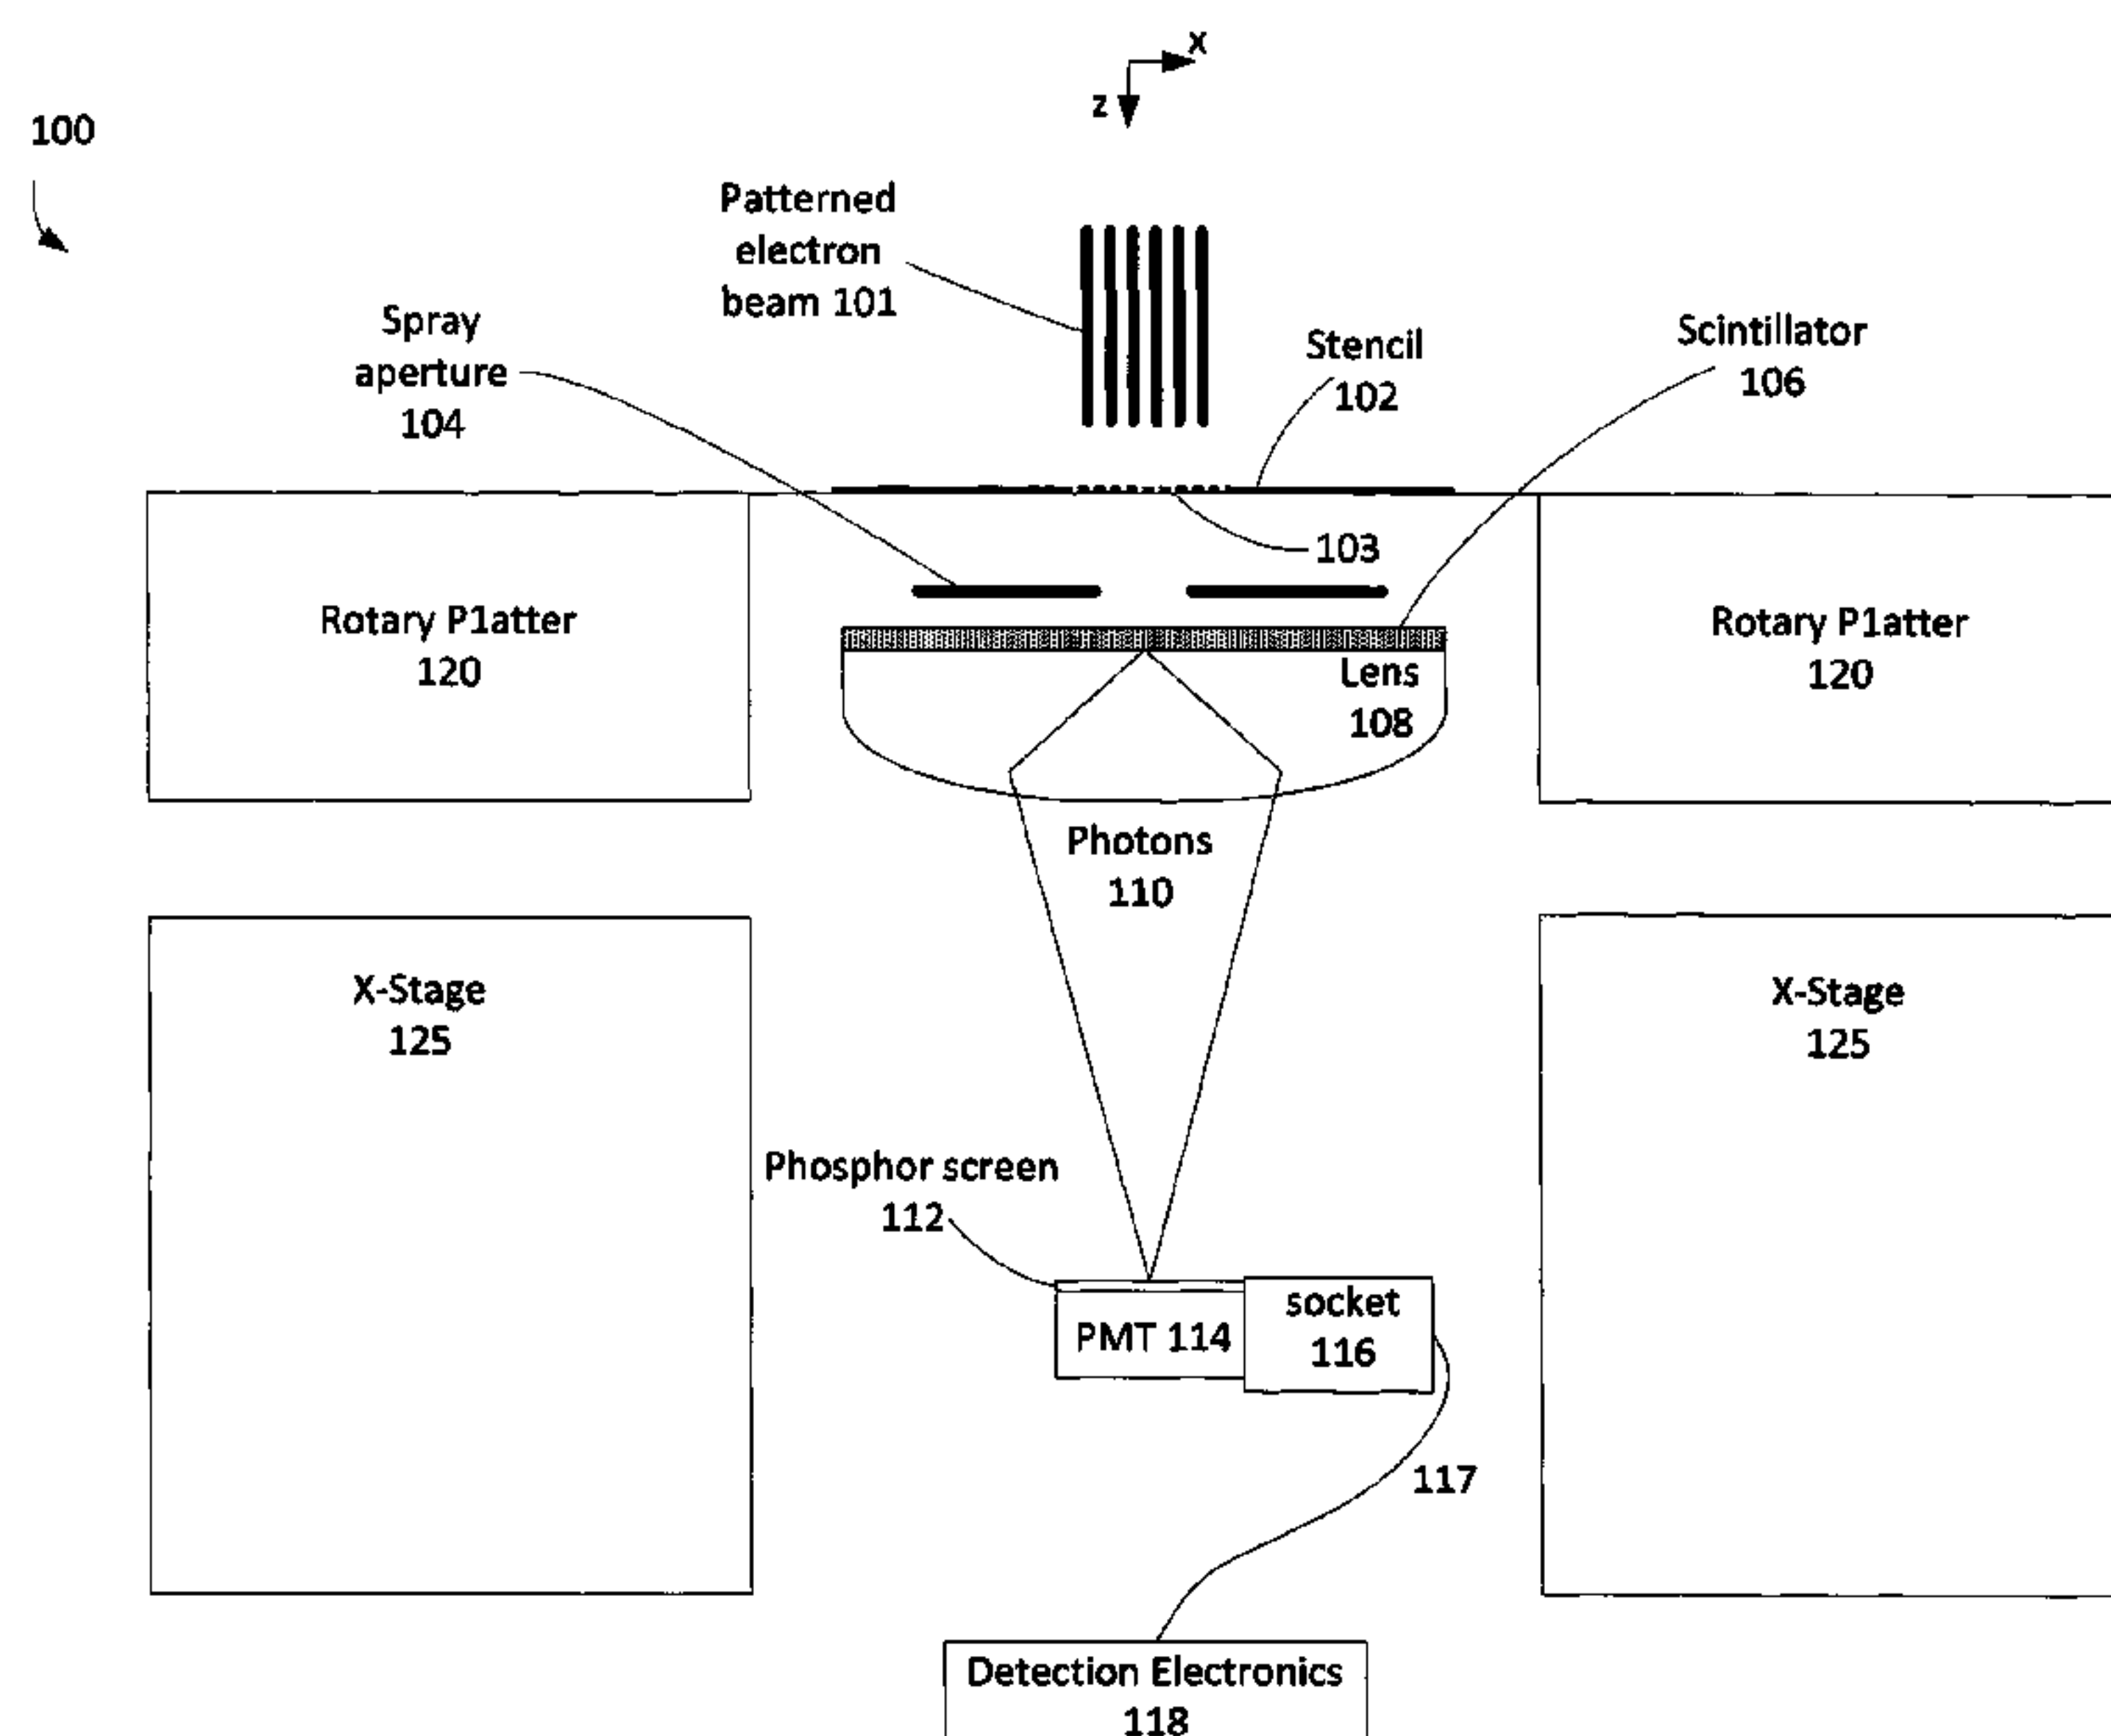 x
z
100
Patterned
electron
beam 101
Spray
aperture
104
Stencil
102
Scintillator
106
103
Rotary P1atter
120
Rotary P1atter
120
Lens
108
Photons
110
X-Stage
125
X-Stage
125
Phosphor screen
112
PMT 114
socket
116
117
Detection Electronics
118